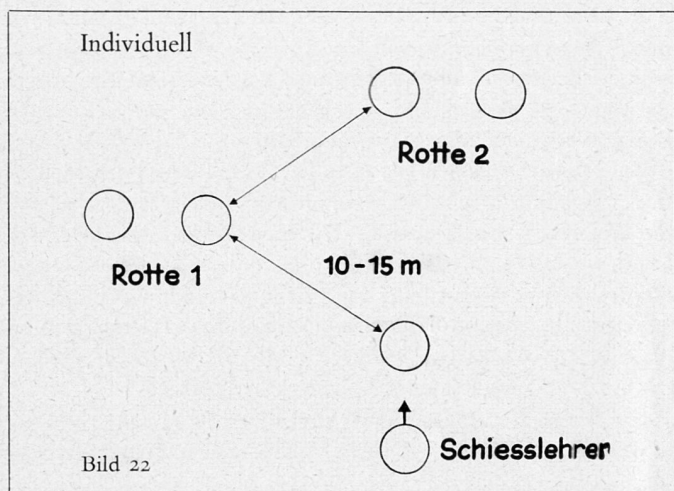 Individuell
Rotte 2
Rotte 1
10-15 m
Schiesslehrer
Bild 22